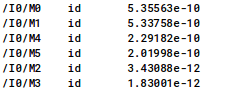 /I0/M0 id 5.35563e-10
/I0/M1 id 5.33758e-10
/I0/M4 id 2.29182e-10
/I0/M5 id 2.01998e-10
/I0/M2 id 3.43088e-12
/I0/M3 id 1.83001e-12